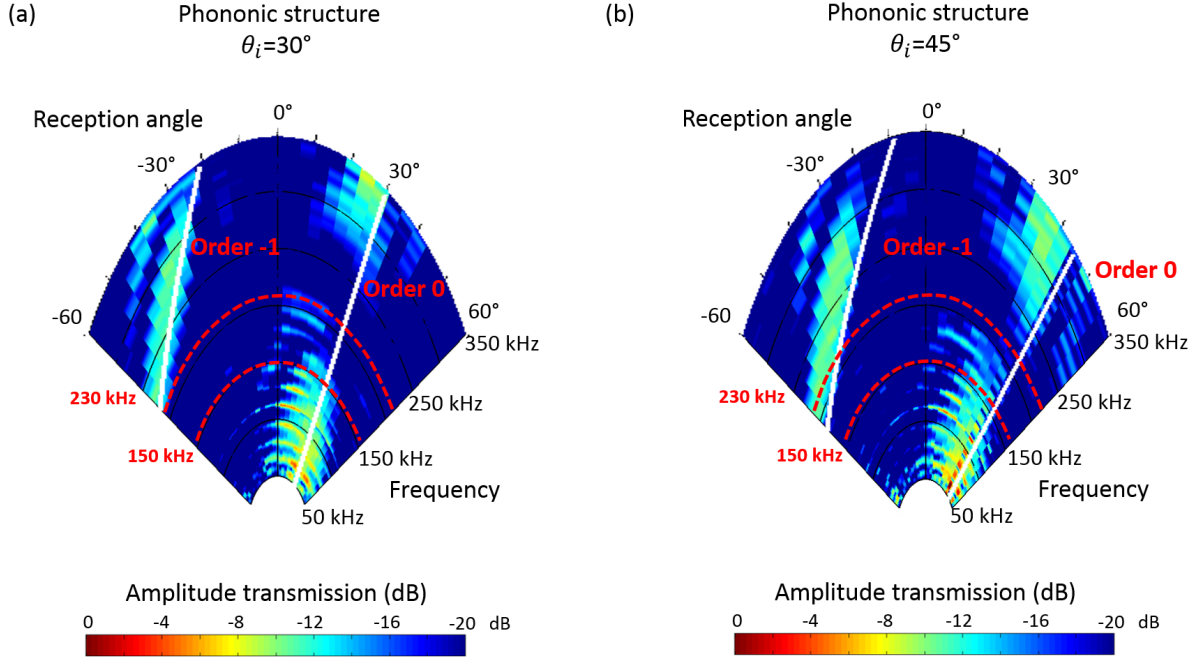 (a)
Phononic structure
θi=30°
Reception angle
0°
-30°
30°
Order -1
Order 0
-60
60°
350 kHz
230 kHz
250 kHz
150 kHz
150 kHz
Frequency
50 kHz
Amplitude transmission (dB)
0 -4 -8 -12 -16 -20 dB
(b)
Phononic structure
θi=45°
Reception angle
0°
-30°
30°
Order -1
Order 0
-60
60°
350 kHz
230 kHz
250 kHz
150 kHz
150 kHz
Frequency
50 kHz
Amplitude transmission (dB)
0 -4 -8 -12 -16 -20 dB